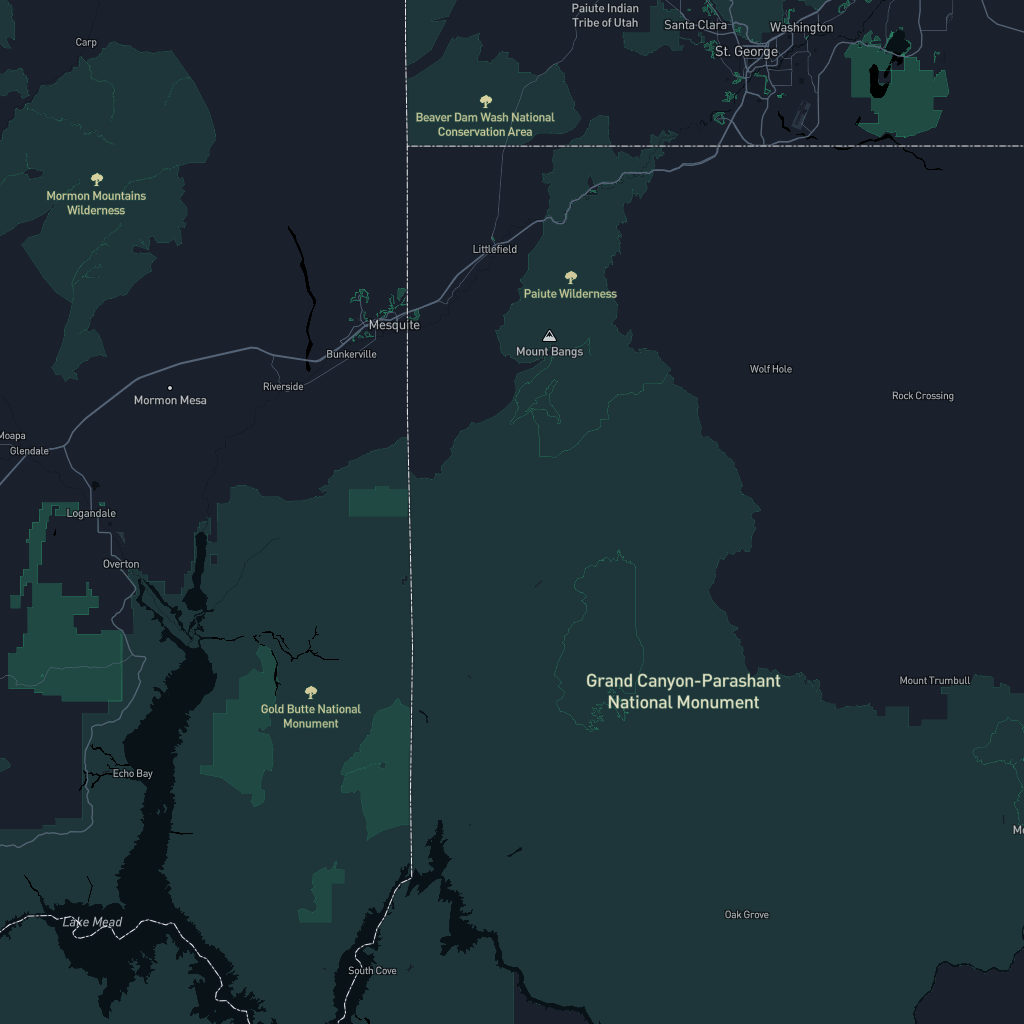 Paiute Indian
Tribe of Utah
Santa Clara
Washington
Carp
St. George
Beaver Dam Wash National
Conservation Area
Mormon Mountains
Wilderness
Littlefield
Paiute Wilderness
Mesquite
Mount Bangs
Bunkerville
Wolf Hole
Riverside
Rock Crossing
Mormon Mesa
Moapa
Glendale
Logandale
Overton
Grand Canyon-Parashant
National Monument
Mount Trumbull
Gold Butte National
Monument
Echo Bay
Mo
Oak Grove
Lake Mead
South Cove